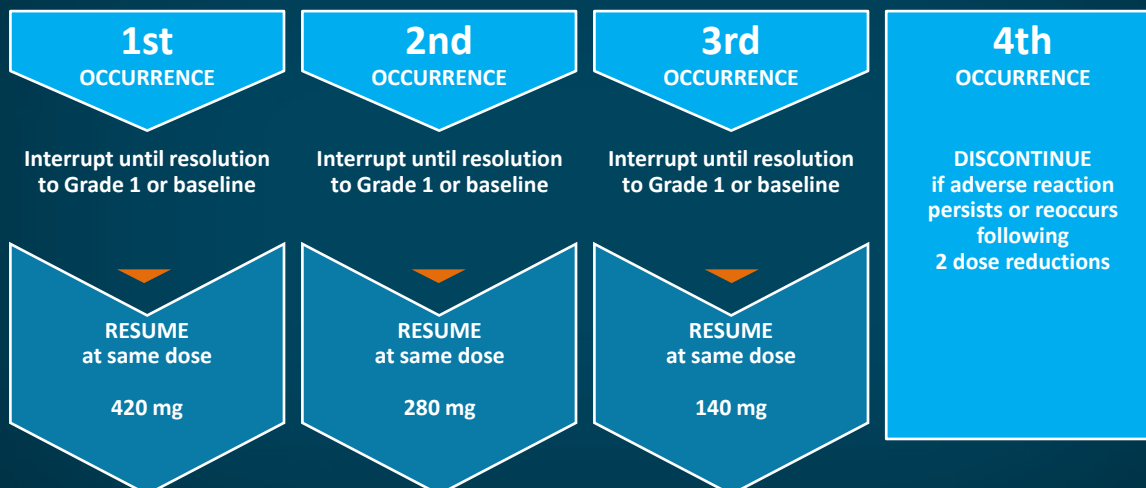 1st
OCCURRENCE
Interrupt until resolution
to Grade 1 or baseline
RESUME
at same dose
420 mg
2nd
OCCURRENCE
Interrupt until resolution
to Grade 1 or baseline
RESUME
at same dose
280 mg
3rd
OCCURRENCE
Interrupt until resolution
to Grade 1 or baseline
RESUME
at same dose
140 mg
4th
OCCURRENCE
DISCONTINUE
if adverse reaction
persists or reoccurs
following
2 dose reductions